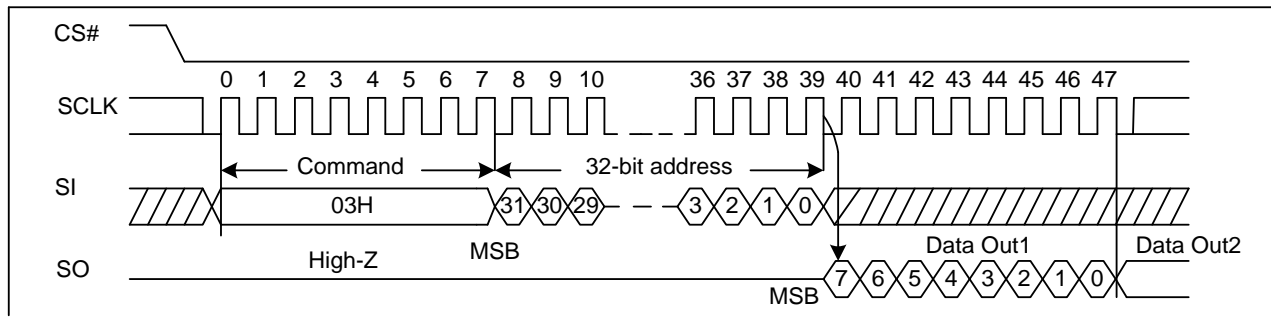 CS#
0 1 2 3 4 5 6 7 8 9 10 36 37 38 39 40 41 42 43 44 45 46 47
SCLK
Command 32-bit address
SI
03H 31 30 29 3 2 1 0
High-Z MSB Data Out1 Data Out2
SO
MSB 7 6 5 4 3 2 1 0